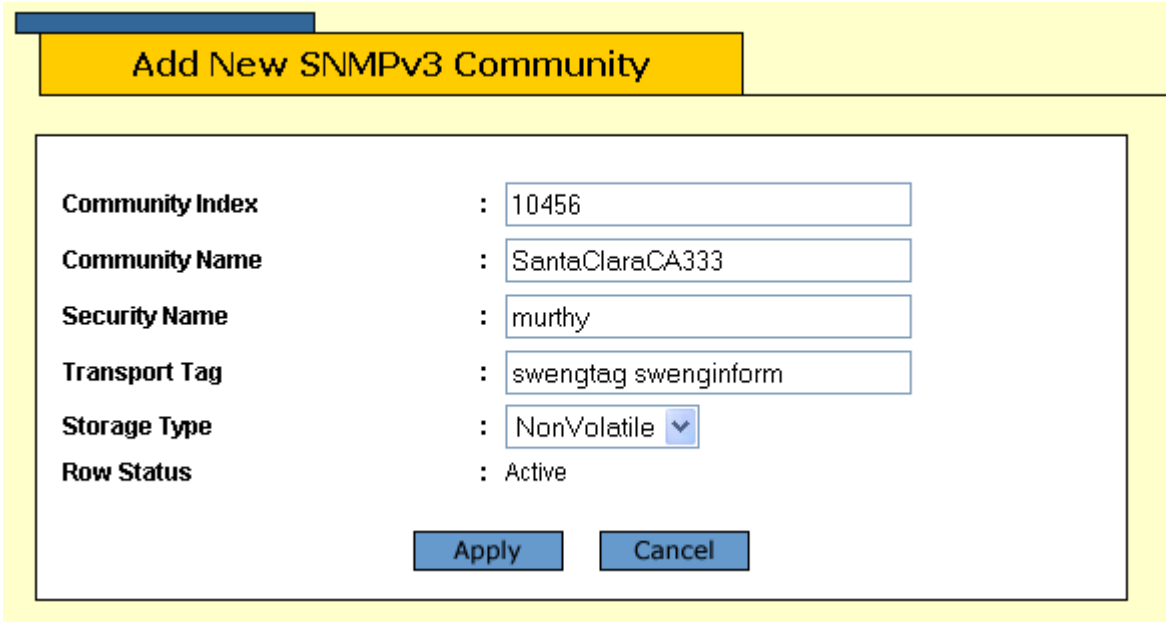 Add New SNMPv3 Community
Community Index : 10456
Community Name : SantaClaraCA333
Security Name : murthy
Transport Tag : swengtag swenginform
Storage Type : NonVolatile
Row Status : Active
Apply Cancel